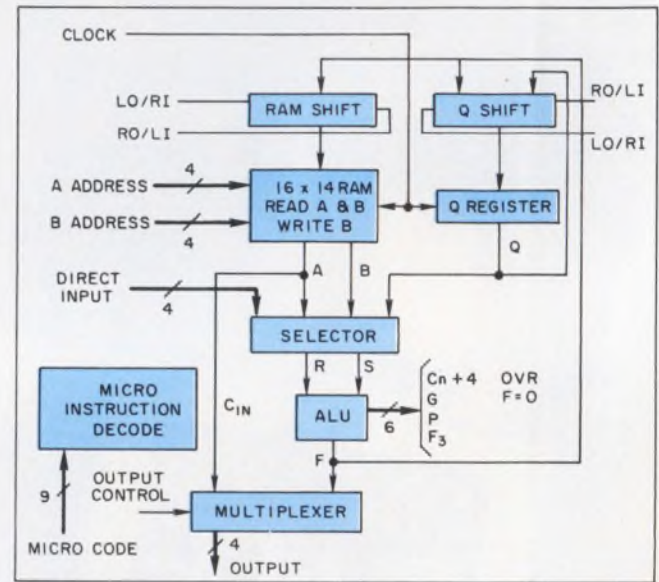 CLOCK
LO/RI
RO/LI
RAM SHIFT
Q SHIFT
RO/LI
LO/RI
4
A ADDRESS
B ADDRESS
4
16 x 14 RAM
READ A & B
WRITE B
Q REGISTER
Q
A
B
DIRECT
INPUT
4
SELECTOR
R
S
MICRO
INSTRUCTION
DECODE
CIN
ALU
6
Cn + 4
OVR
G
F = 0
P
F3
F
9
OUTPUT
CONTROL
MULTIPLEXER
MICRO CODE
4
OUTPUT